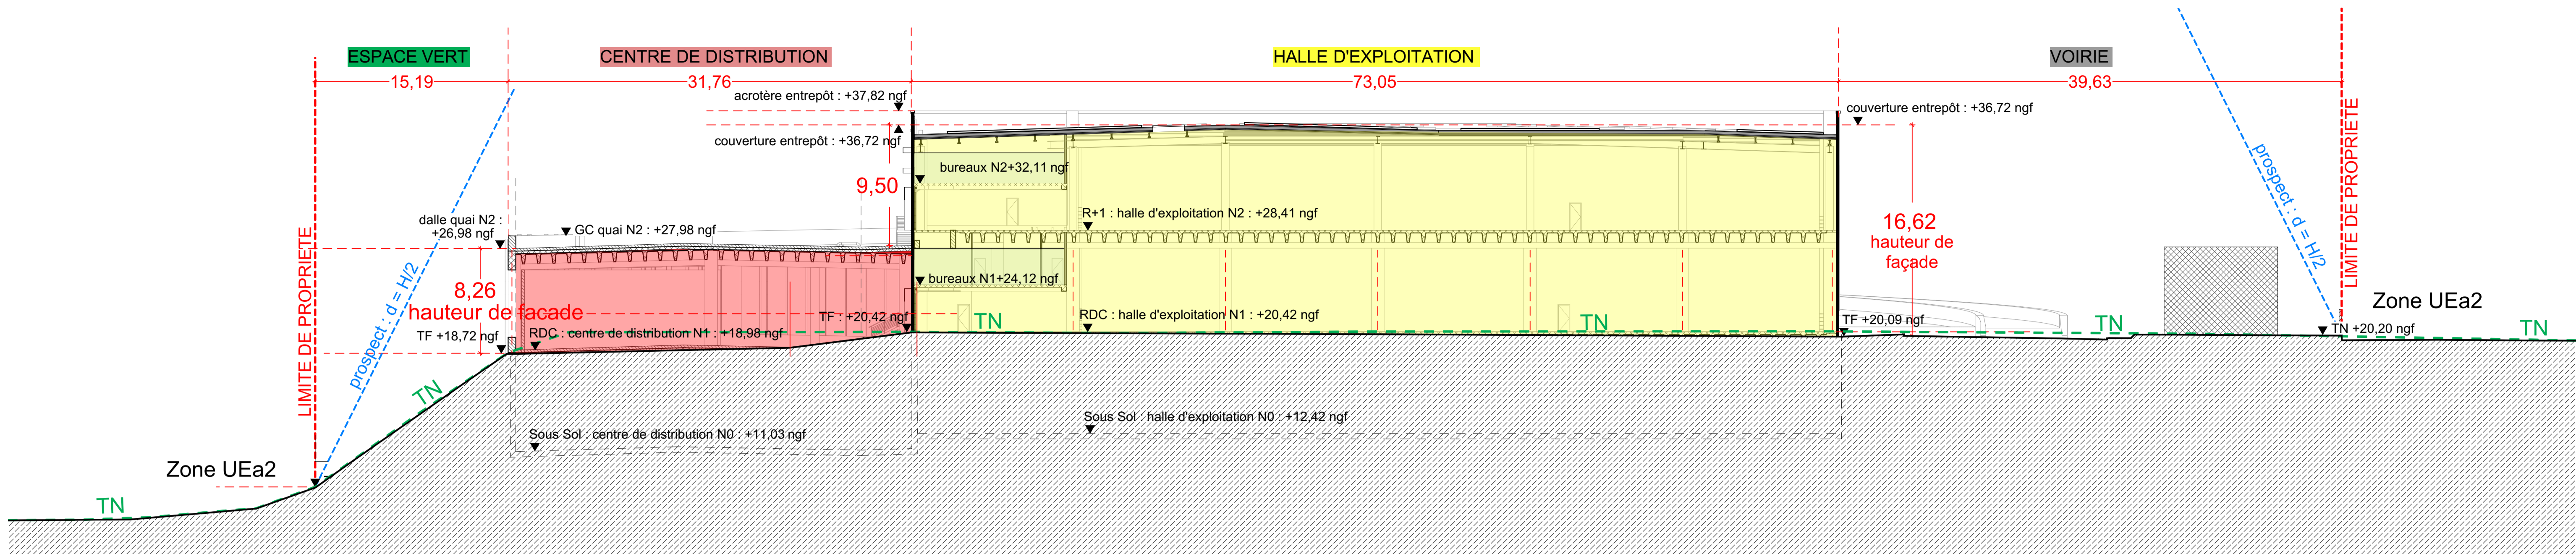 ESPACE VERT
CENTRE DE DISTRIBUTION
HALLE D'EXPLOITATION
VOIRIE
15,19
31,76
73,05
39,63
acrotère entrepôt : +37,82 ngf
couverture entrepôt : +36,72 ngf
couverture entrepôt : +36,72 ngf
bureaux N2+32,11 ngf
9,50
prospect : d = H/2
LIMITE DE PROPRIETE
dalle quai N2 :
+26,98 ngf
GC quai N2 : +27,98 ngf
R+1 : halle d'exploitation N2 : +28,41 ngf
16,62
hauteur de
façade
LIMITE DE PROPRIETE
prospect : d = H/2
8,26
hauteur de facade
bureaux N1+24,12 ngf
Zone UEa2
TF : +20,42 ngf
TN
RDC : halle d'exploitation N1 : +20,42 ngf
TN
TF +20,09 ngf
TN
TN +20,20 ngf
TN
TF +18,72 ngf
RDC : centre de distribution N1 : +18,98 ngf
TN
Sous Sol : halle d'exploitation N0 : +12,42 ngf
Sous Sol : centre de distribution N0 : +11,03 ngf
Zone UEa2
TN